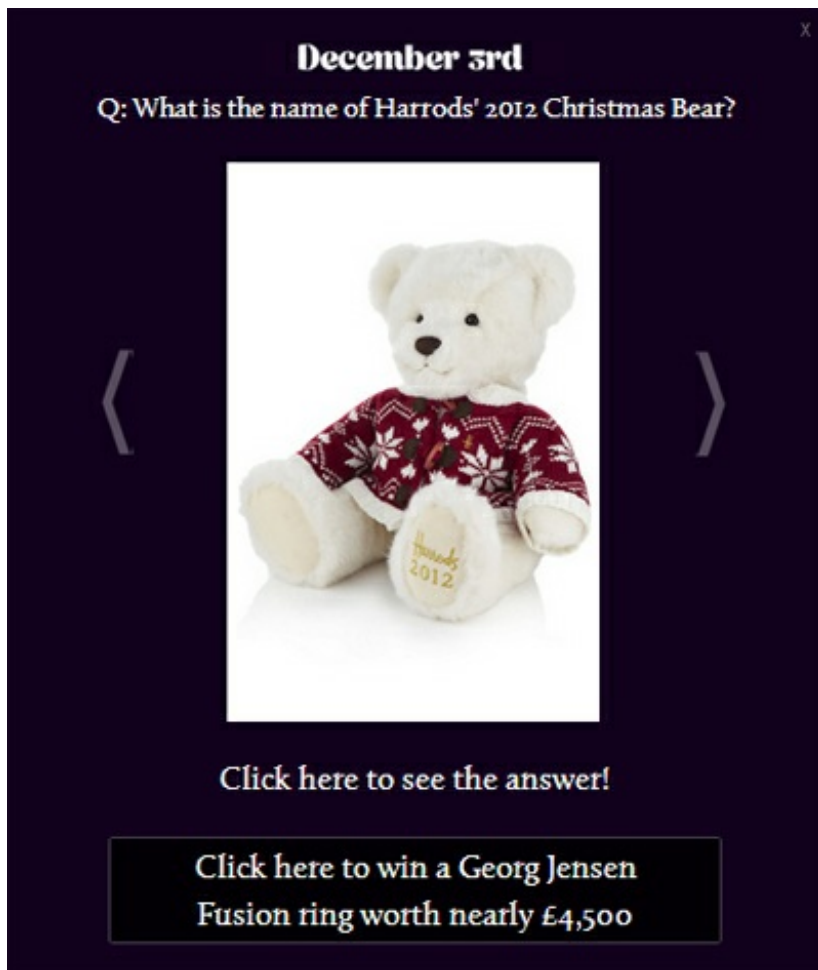 X
December 3rd
Q: What is the name of Harrods' 2012 Christmas Bear?
Harrods
2012
Click here to see the answer!
Click here to win a Georg Jensen
Fusion ring worth nearly £4,500